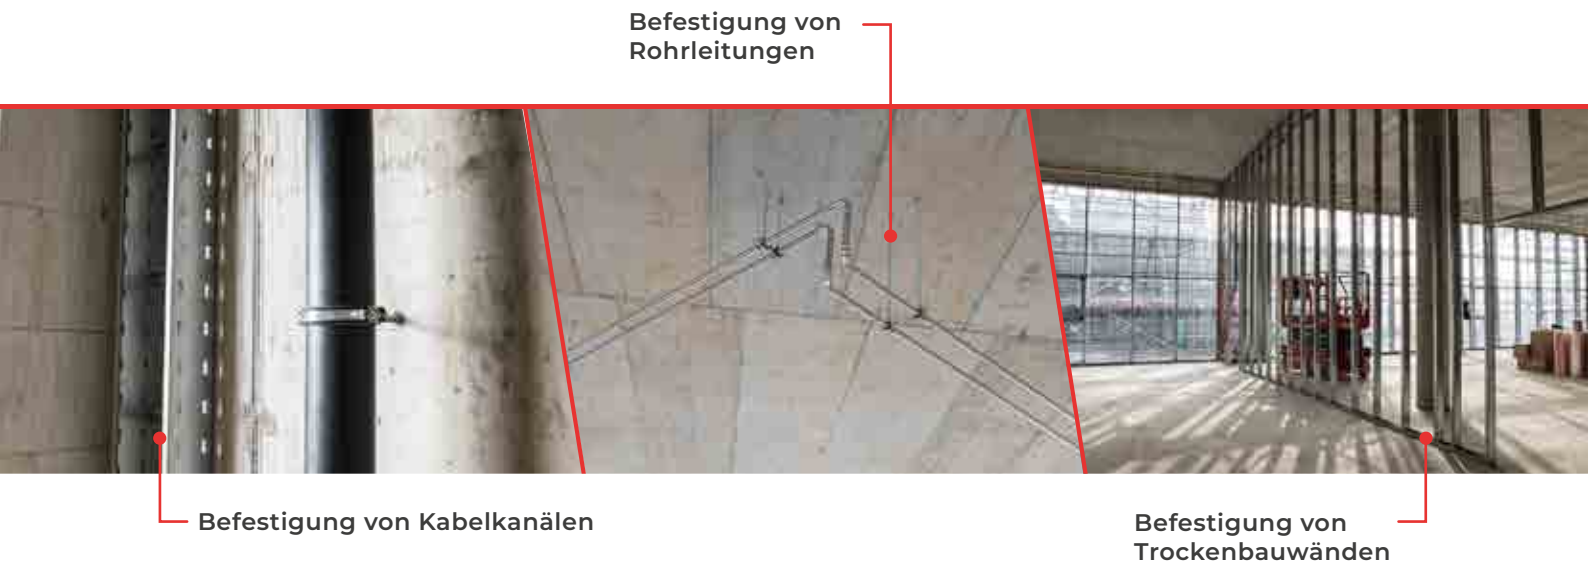 Befestigung von
Rohrleitungen
Befestigung von Kabelkanälen
Befestigung von
Trockenbauwänden